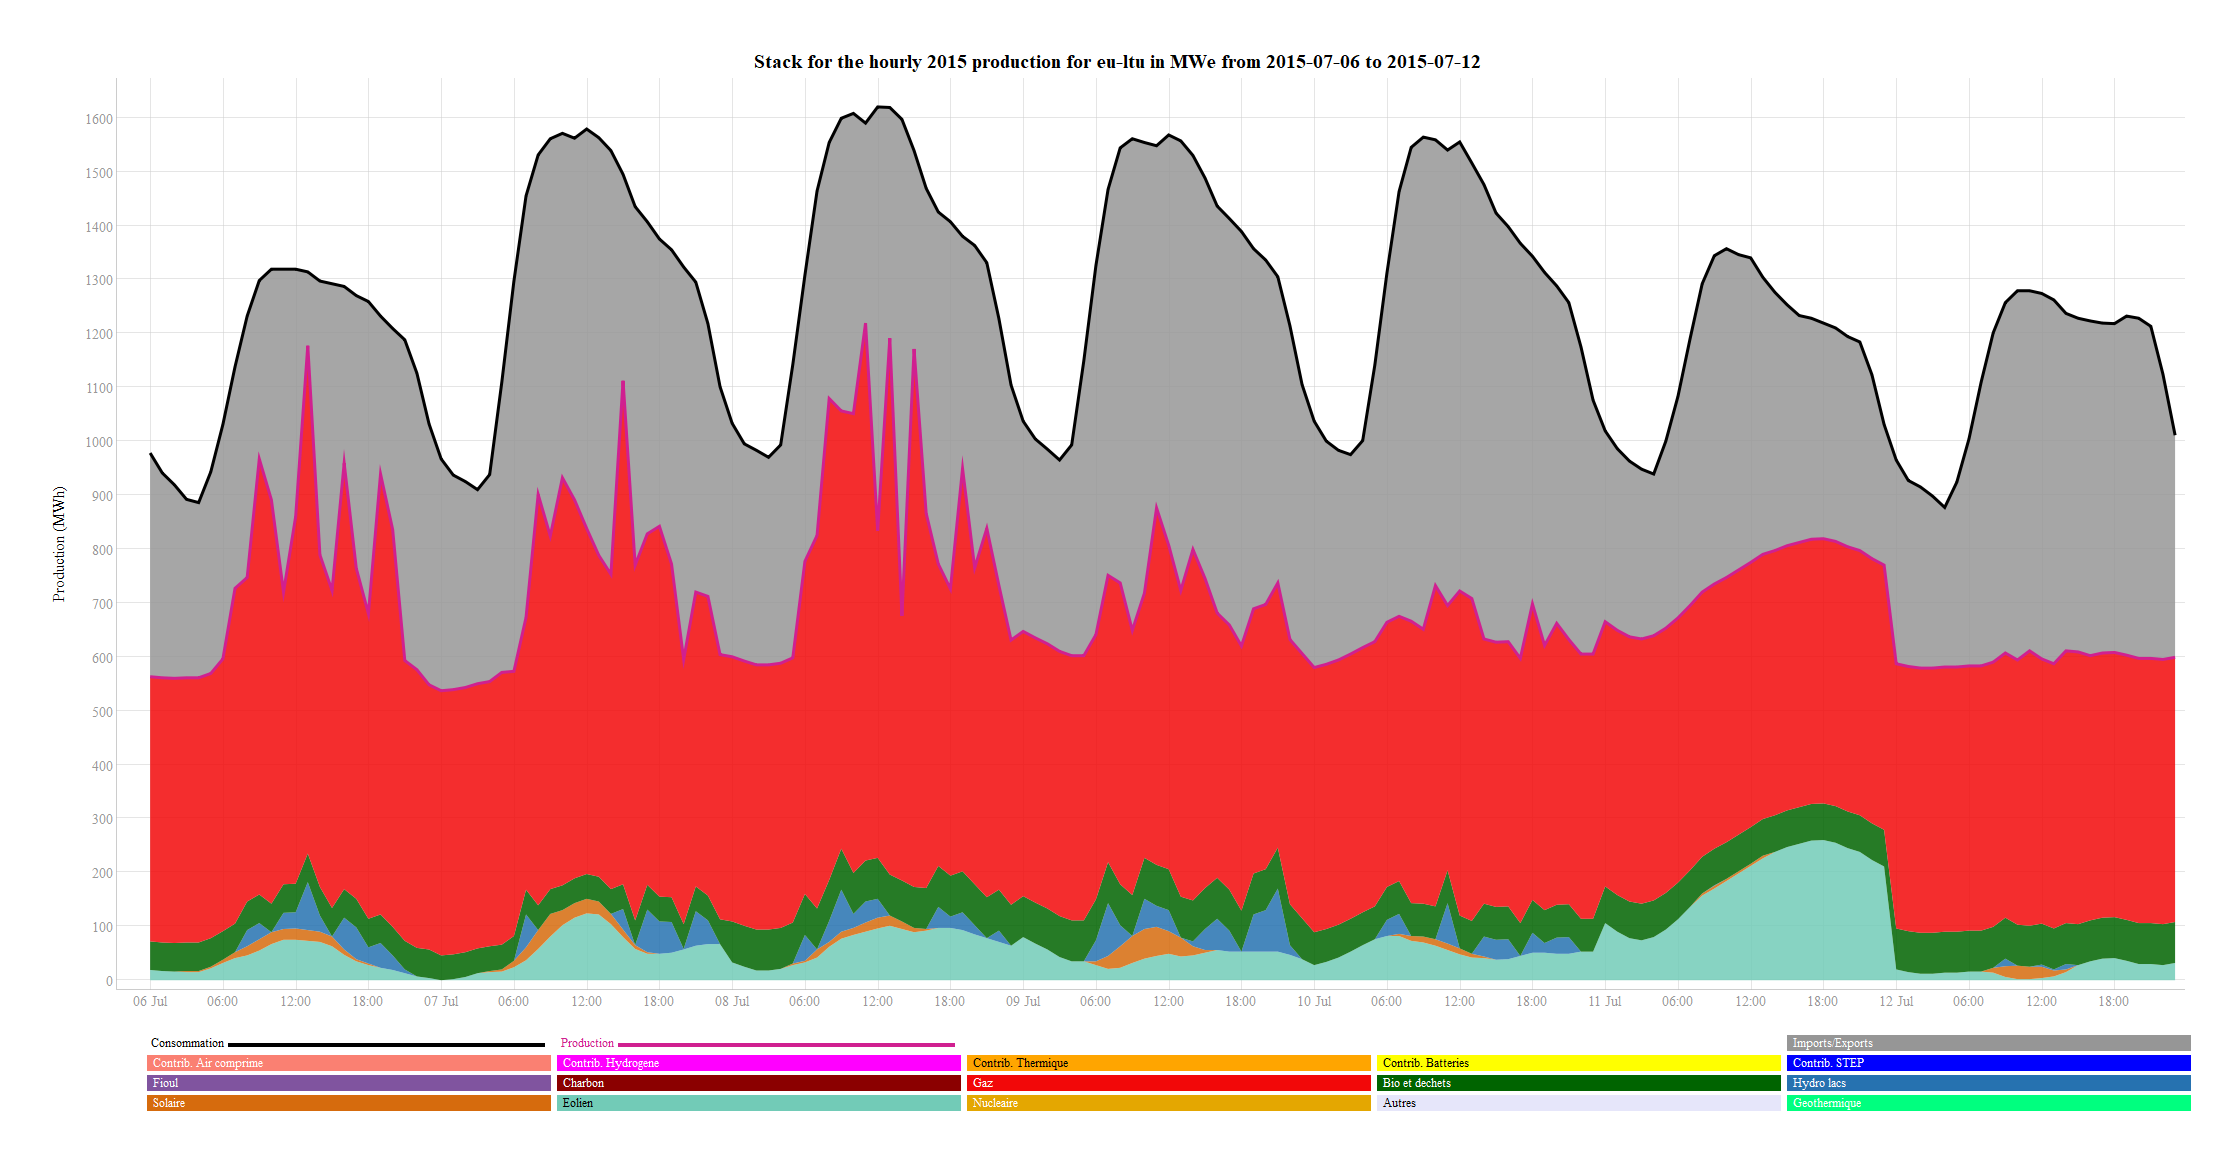 Stack for the hourly 2015 production for eu-ltu in MWe from 2015-07-06 to 2015-07-12
Production (MWh)
1600
1500
1400
1300
1200
1100
1000
900
800
700
600
500
400
300
200
100
0
06 Jul 06:00 12:00 18:00 07 Jul 06:00 12:00 18:00 08 Jul 06:00 12:00 18:00 09 Jul 06:00 12:00 18:00 10 Jul 06:00 12:00 18:00 11 Jul 06:00 12:00 18:00 12 Jul 06:00 12:00 18:00
Consommation Production Imports/Exports
Contrib. Air comprime Contrib. Hydrogene Contrib. Thermique Contrib. Batteries Contrib. STEP
Fioul Charbon Gaz Bio et dechets Hydro lacs
Solaire Eolien Nucleaire Autres Geothermique